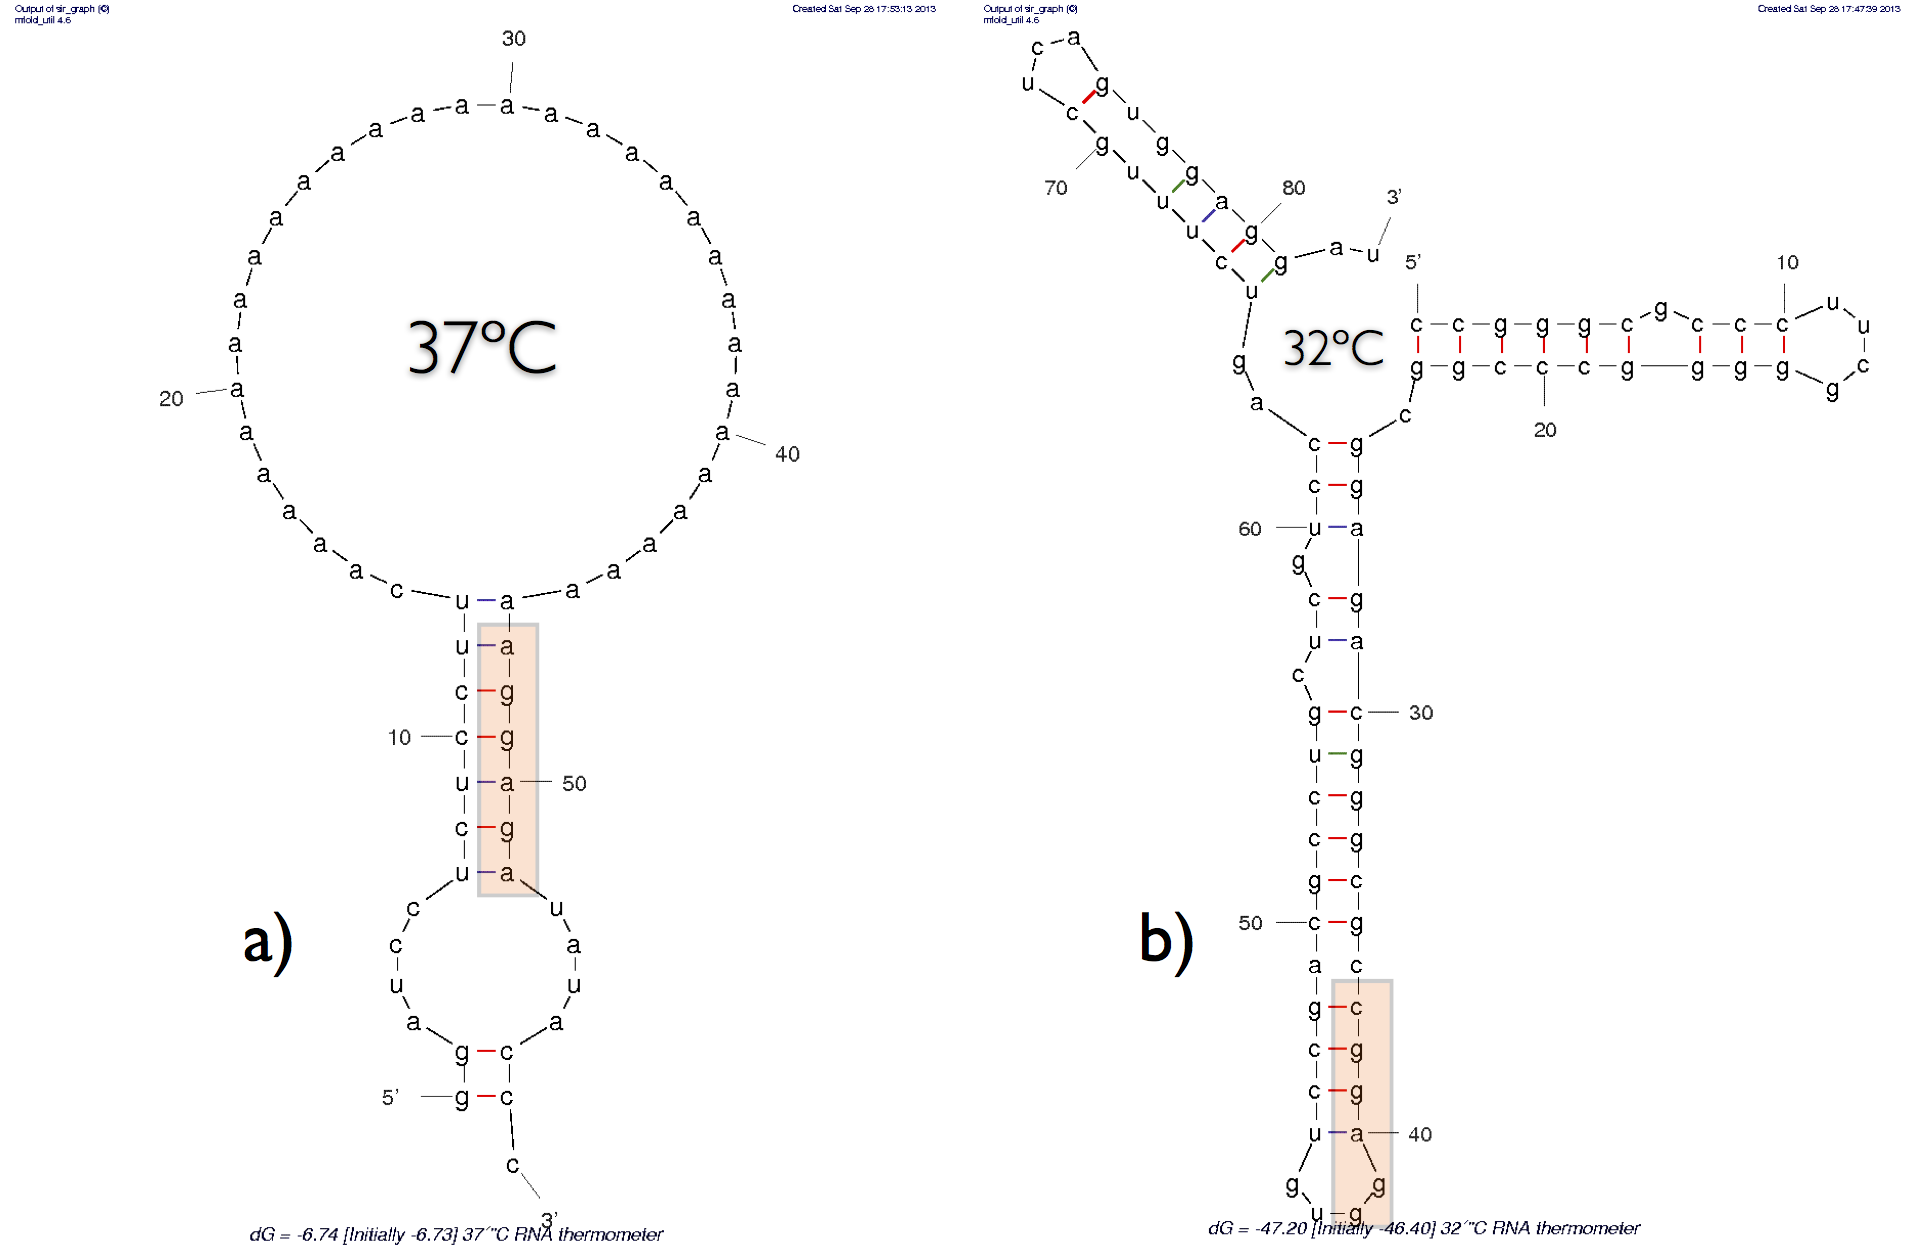 Output of sir_graph (©)
mfold_util 4.6
Created Sat Sep 28 17:53:13 2013
37°C
a)
5'
ggauccucuccuucaaaaaaaaaaaaaaaaaaaaaaaaaaaaaaaaaggagauauaccc
3'
10
20
30
40
50
dG = -6.74 [Initially -6.73] 37´"C RNA thermometer
Output of sir_graph (©)
mfold_util 4.6
Created Sat Sep 28 17:47:39 2013
32°C
b)
5'
ccgggcgcccuucgggggcccggcggagacgggcgccggagguguccgacgccugcucguccagucuuugcucaguggaggau
3'
10
20
30
40
50
60
70
80
dG = -47.20 [Initially -46.40] 32´"C RNA thermometer